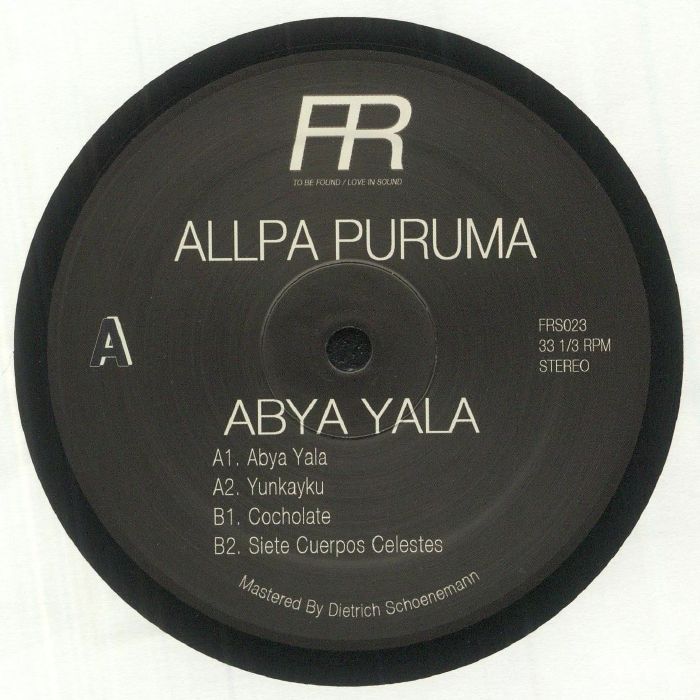 FR
TO BE FOUND / LOVE IN SOUND
ALLPA PURUMA
A
FRS023
33 1/3 RPM
STEREO
ABYA YALA
A1. Abya Yala
A2. Yunkayku
B1. Cocholate
B2. Siete Cuerpos Celestes
Mastered By Dietrich Schoenemann